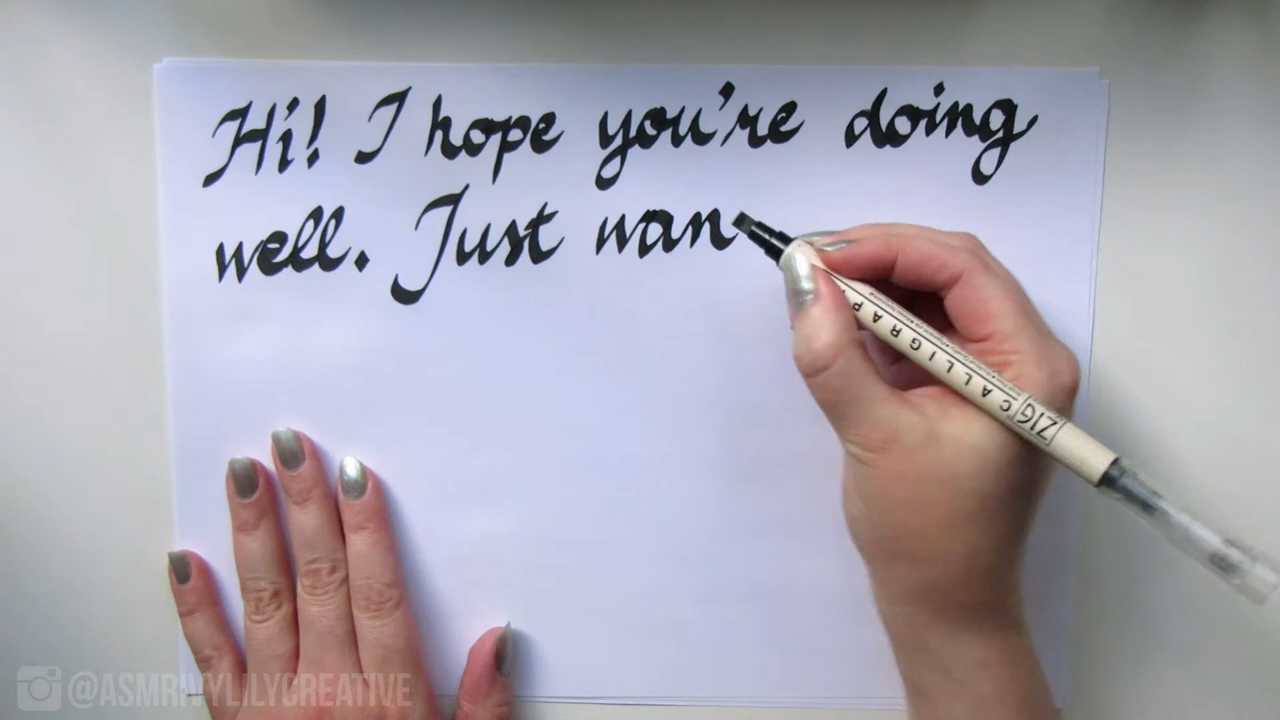 Hi! I hope you're doing
well. Just wan
ZIG CALLIGRAP
@ASMRIVYLILYCREATIVE